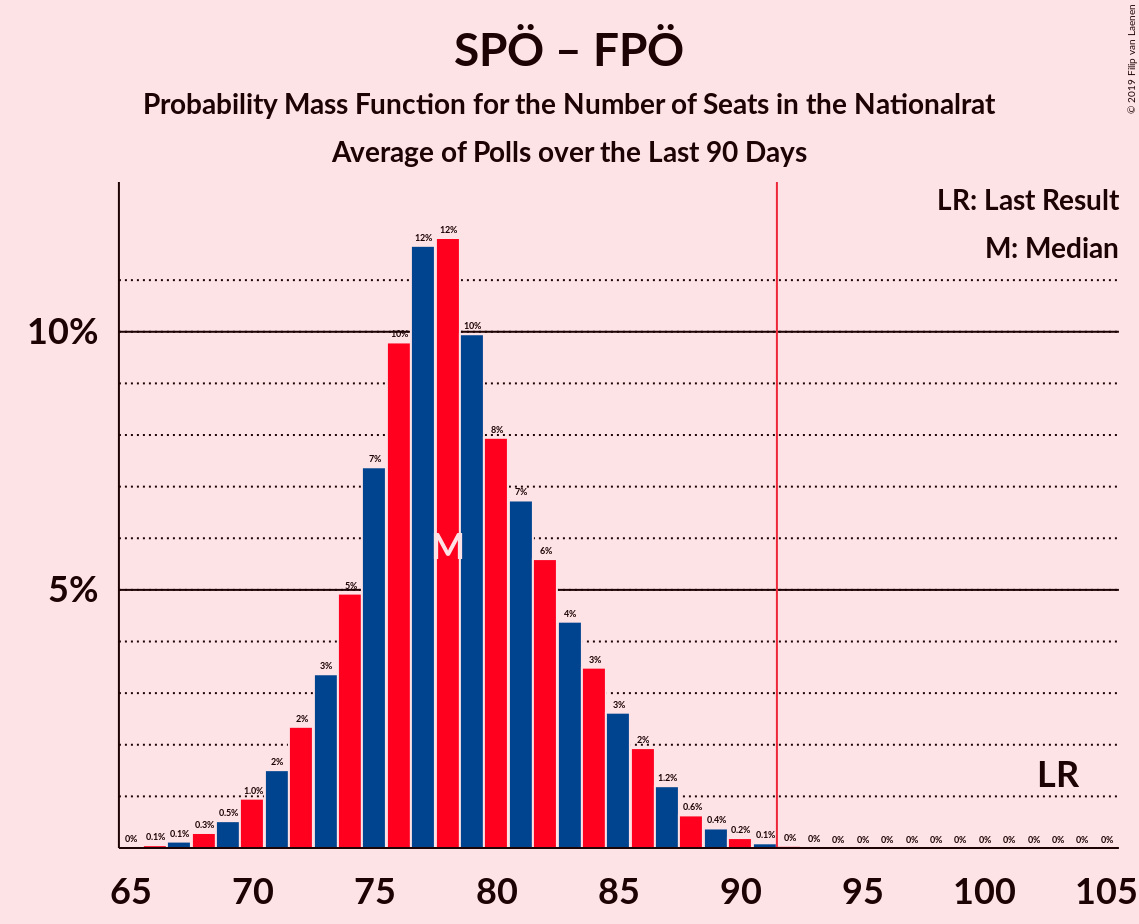 SPÖ – FPÖ
Probability Mass Function for the Number of Seats in the Nationalrat
Average of Polls over the Last 90 Days
© 2019 Filip van Laenen
LR: Last Result
M: Median
10%
5%
0% 0.1% 0.1% 0.3% 0.5% 1.0% 2% 2% 3% 5% 7% 10% 12% 12% 10% 8% 7% 6% 4% 3% 3% 2% 1.2% 0.6% 0.4% 0.2% 0.1% 0% 0% 0% 0% 0% 0% 0% 0% 0% 0% 0% 0% 0% 0%
M
LR
65 70 75 80 85 90 95 100 105